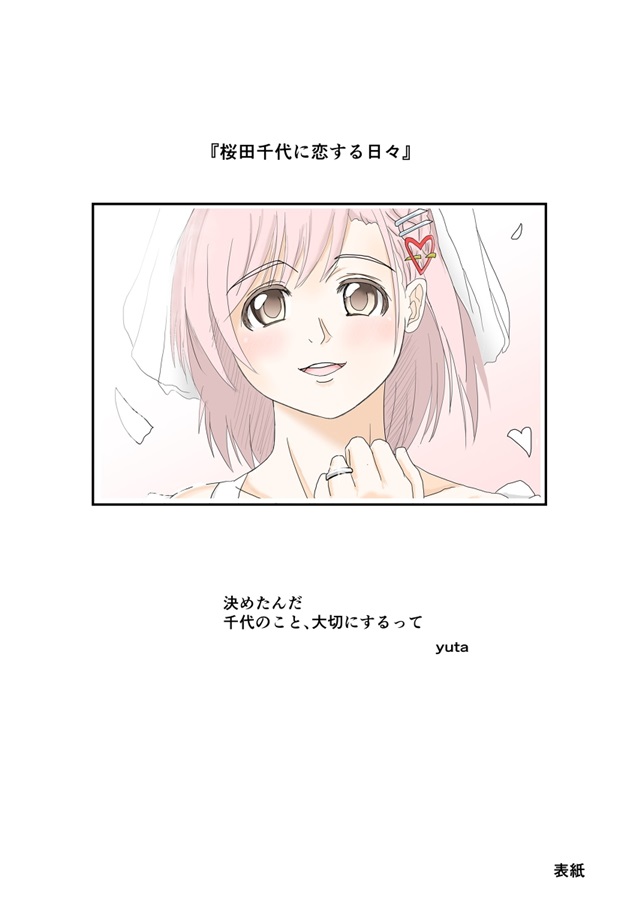 『桜田千代に恋する日々』
決めたんだ
千代のこと、大切にするって
yuta
表紙